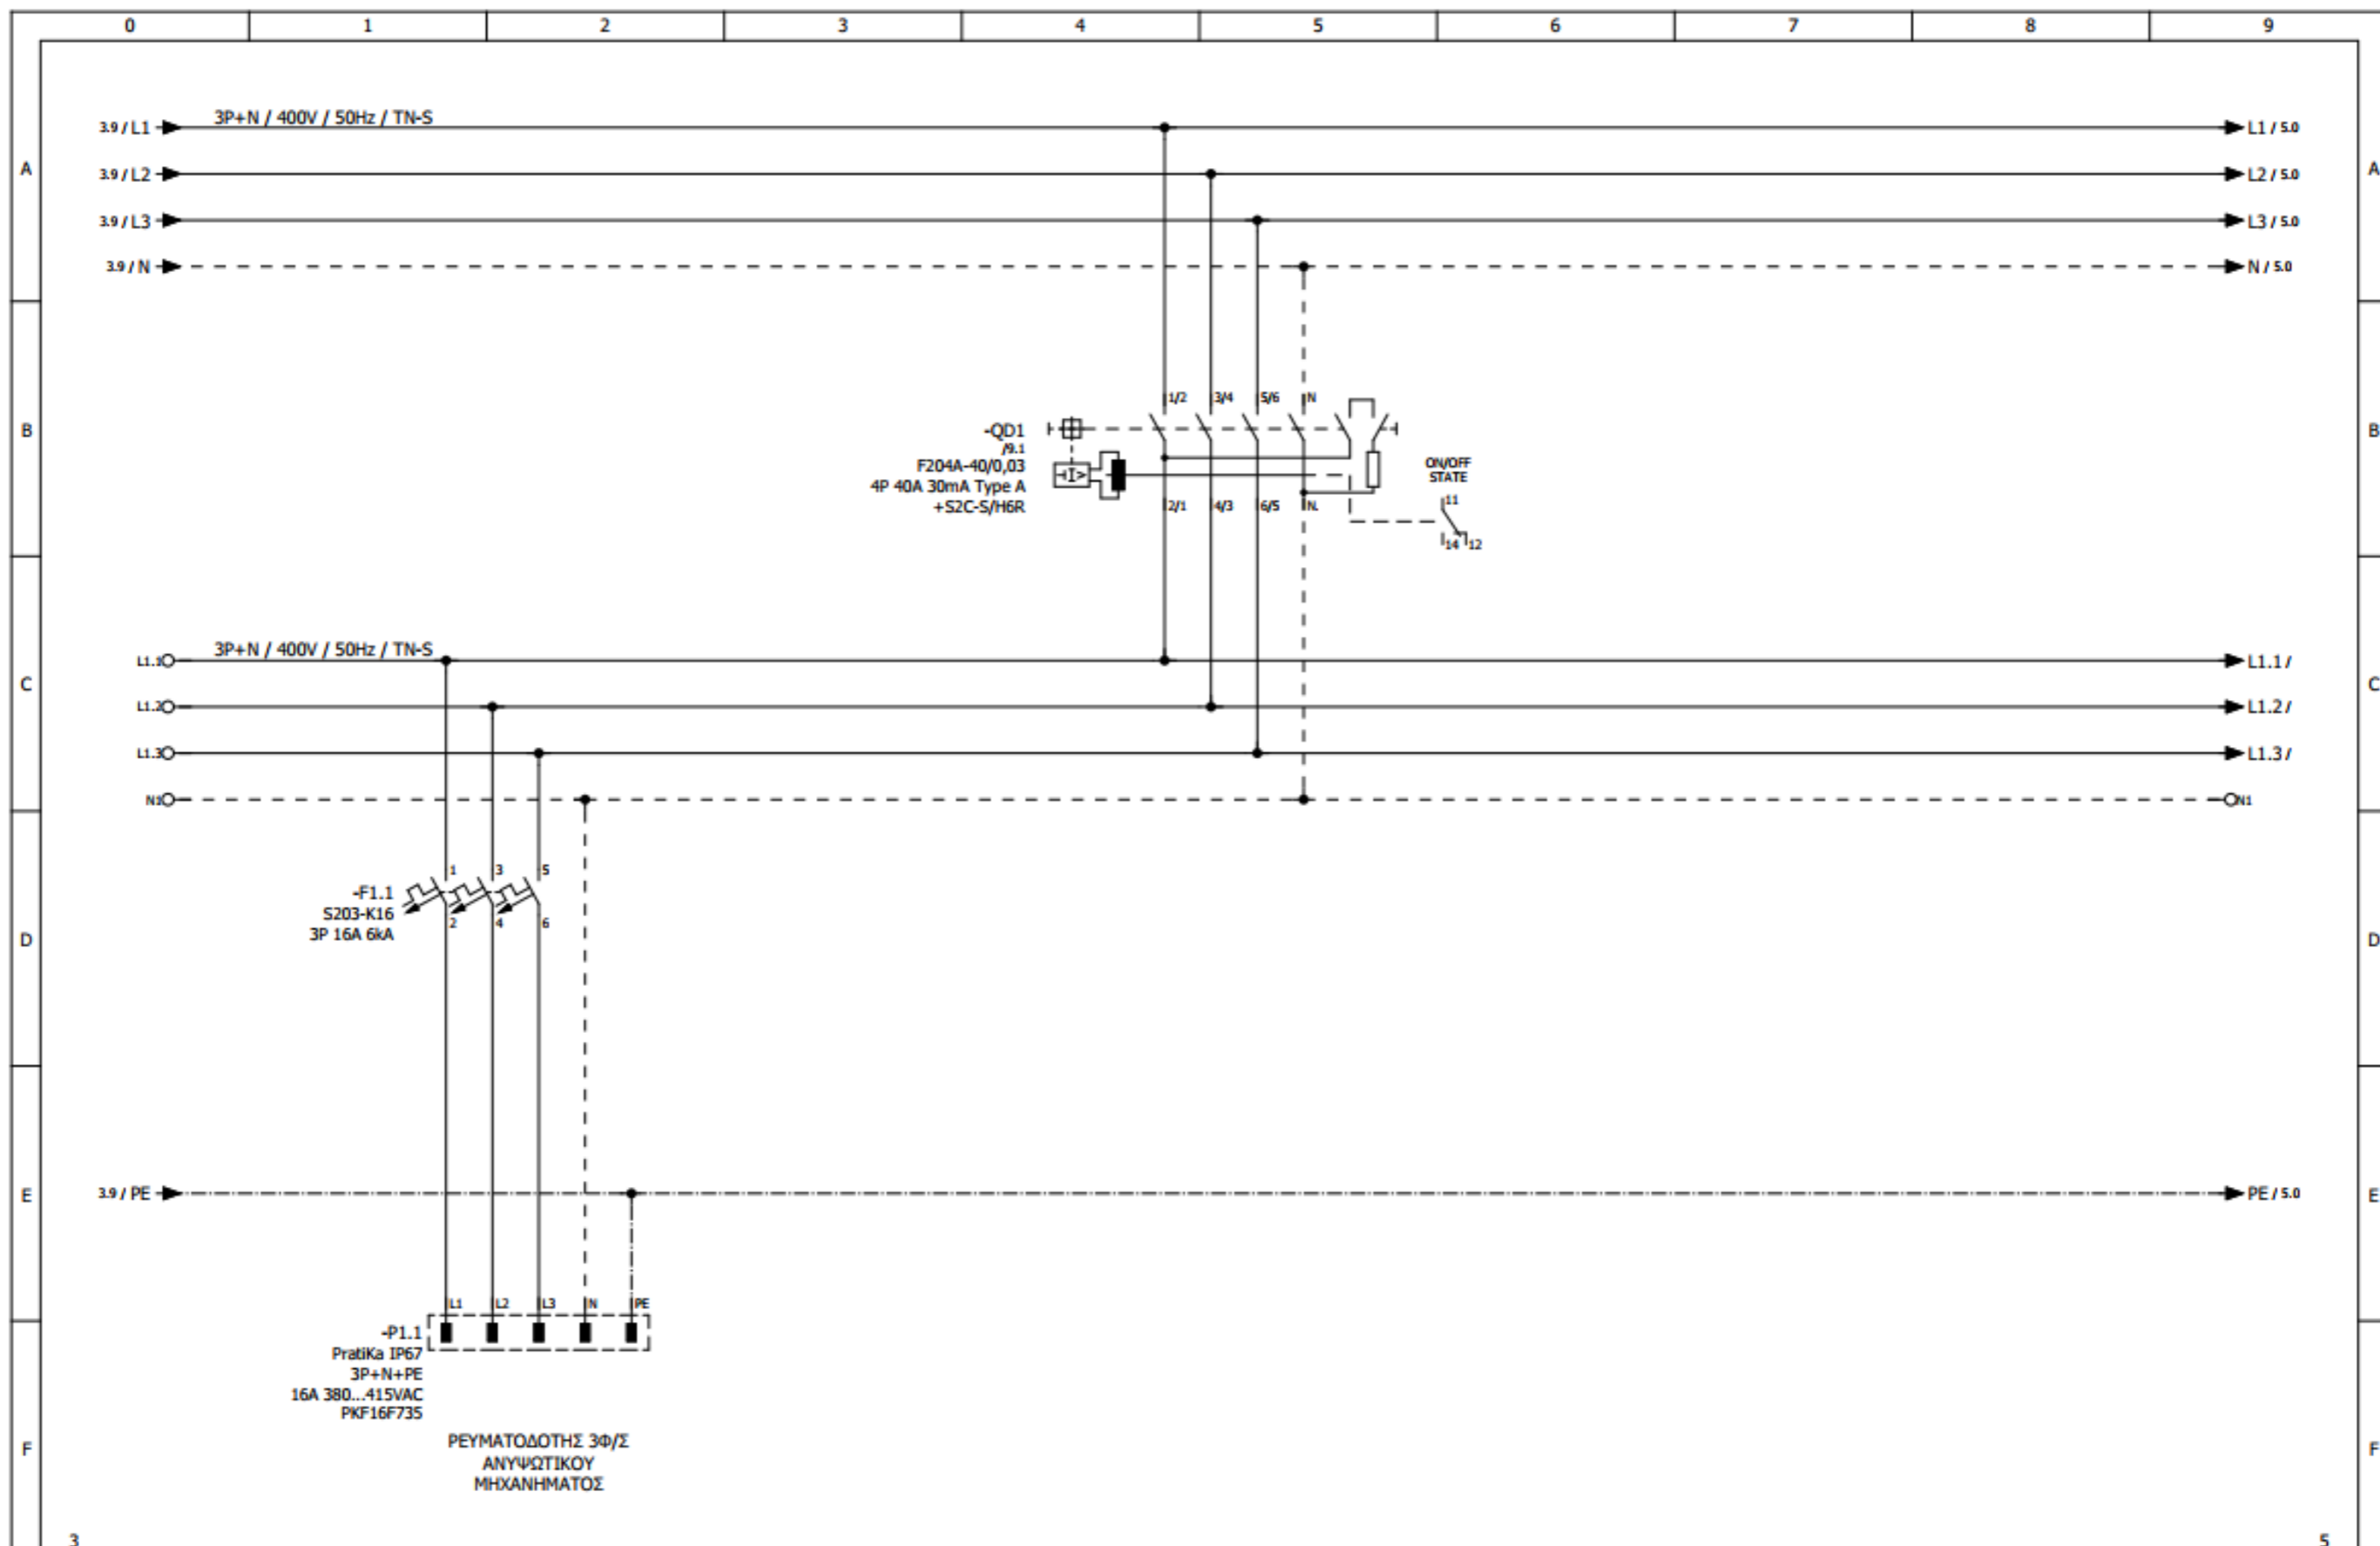 0 1 2 3 4 5 6 7 8 9
3P+N / 400V / 50Hz / TN-S
3.9 / L1 L1 / 5.0
A A
3.9 / L2 L2 / 5.0
3.9 / L3 L3 / 5.0
3.9 / N N / 5.0
1/2 3/4 5/6 N
B B
-QD1
/9.1
F204A-40/0,03
4P 40A 30mA Type A
+S2C-S/H6R
I>
ON/OFF
STATE
11
2/1 4/3 6/5 N.
14 12
3P+N / 400V / 50Hz / TN-S
L1.1 L1.1 /
C C
L1.2 L1.2 /
L1.3 L1.3 /
N1 N1
1 3 5
-F1.1
S203-K16
3P 16A 6kA
2 4 6
D D
3.9 / PE PE / 5.0
E E
L1 L2 L3 N PE
-P1.1
PratiKa IP67
3P+N+PE
16A 380...415VAC
PKF16F735
ΡΕΥΜΑΤΟΔΟΤΗΣ 3Φ/Σ
ΑΝΥΨΩΤΙΚΟΥ
ΜΗΧΑΝΗΜΑΤΟΣ
F F
3 5